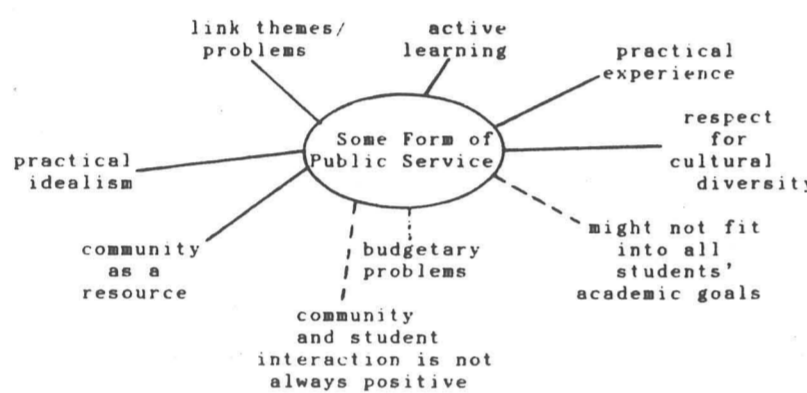 link themes/
problems
active
learning
practical
experience
Some Form of
Public Service
respect
for
cultural
diversity
practical
idealism
might not fit
into all
students'
academic goals
community
as a
resource
budgetary
problems
community
and student
interaction is not
always positive